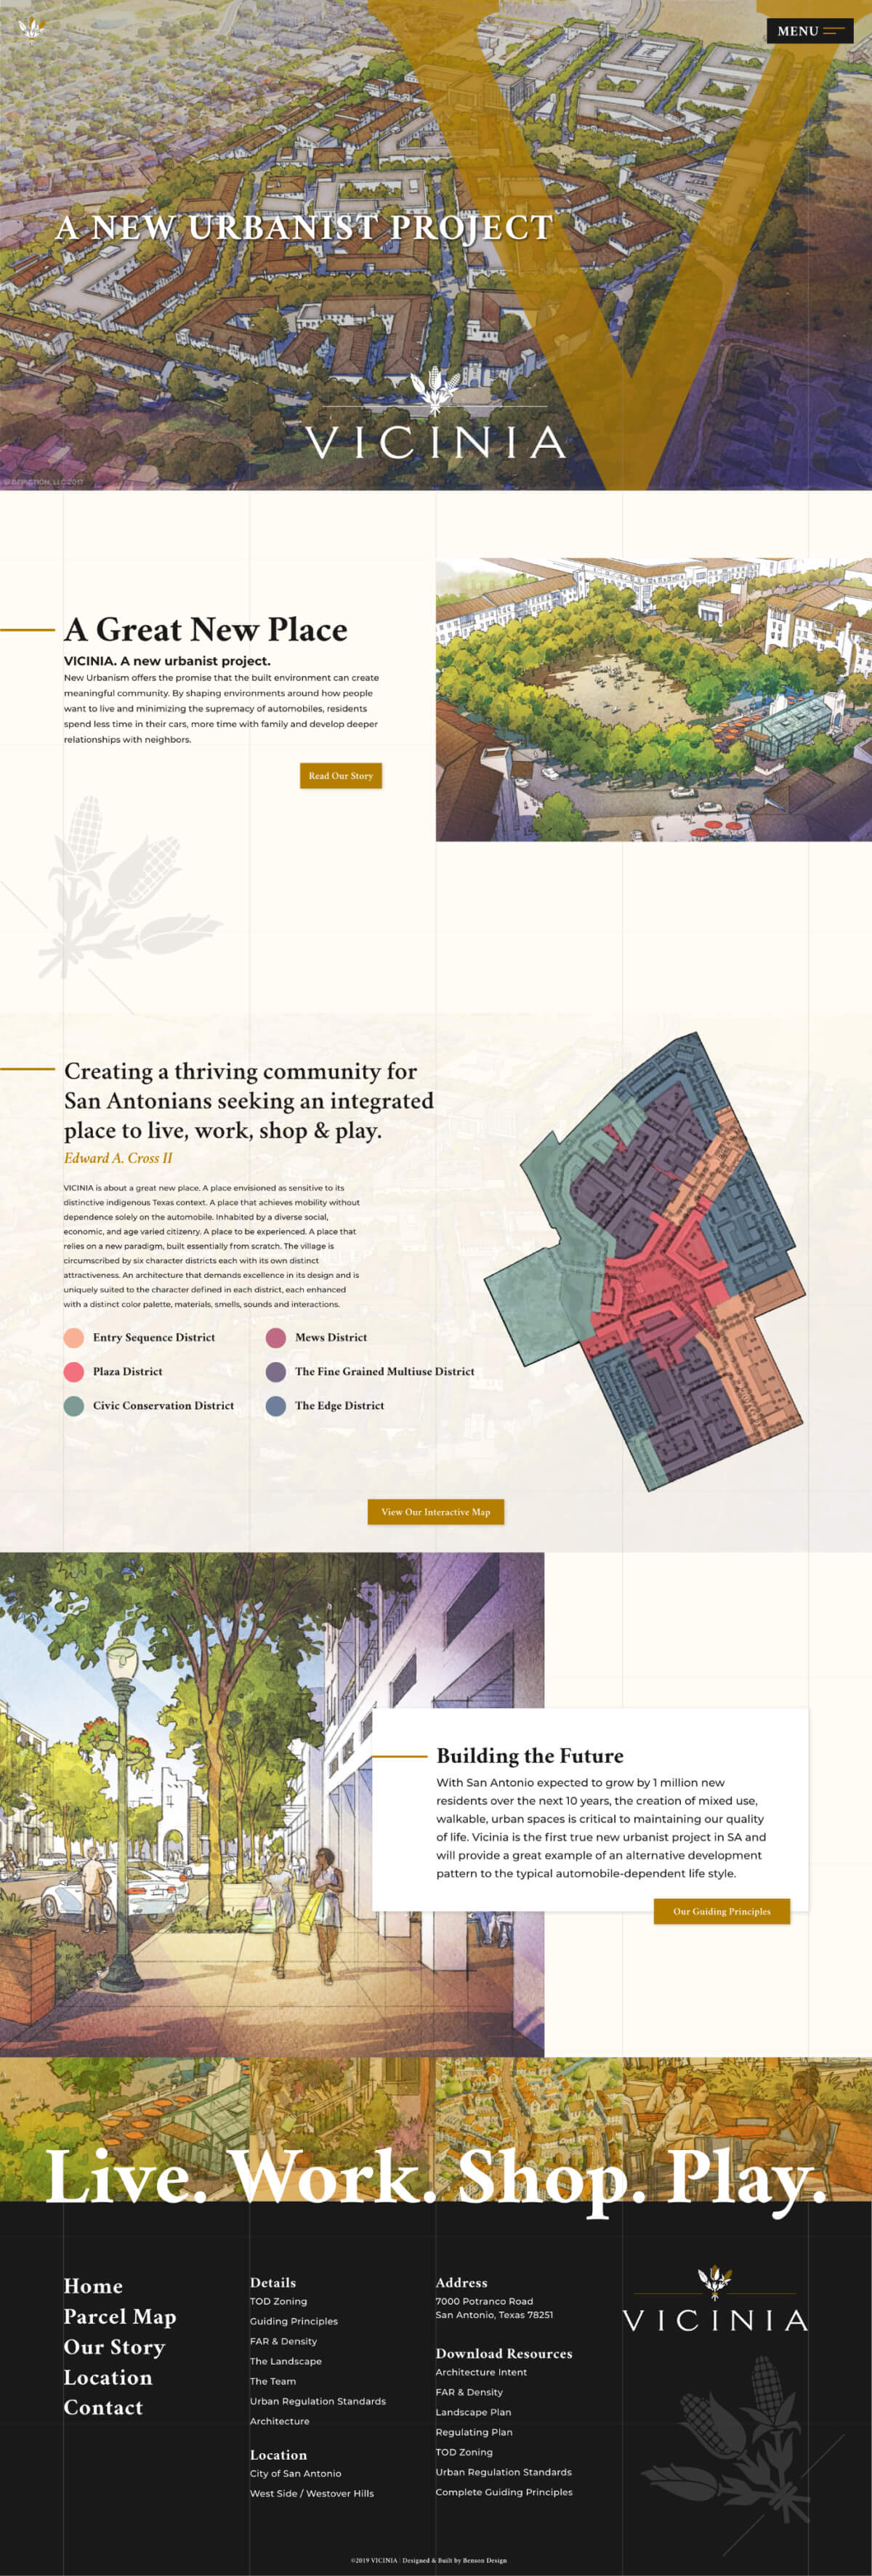 MENU
A NEW URBANIST PROJECT
VICINIA
A Great New Place
VICINIA. A new urbanist project.
New Urbanism offers the promise that the built environment can create
meaningful community. By shaping environments around how people
want to live and minimizing the supremacy of automobiles, residents
spend less time in their cars, more time with family and develop deeper
relationships with neighbors.
Read Our Story
Creating a thriving community for
San Antonians seeking an integrated
place to live, work, shop & play.
Edward A. Cross II
VICINIA is about a great new place. A place envisioned as sensitive to its
distinctive indigenous Texas context. A place that achieves mobility without
dependence solely on the automobile. Inhabited by a diverse social,
economic, and age varied citizenry. A place to be experienced. A place that
relies on a new paradigm, built essentially from scratch. The village is
circumscribed by six character districts each with its own distinct
attractiveness. An architecture that demands excellence in its design and is
uniquely suited to the character defined in each district, each enhanced
with a distinct color palette, materials, smells, sounds and interactions.
Entry Sequence District
Mews District
Plaza District
The Fine Grained Multiuse District
Civic Conservation District
The Edge District
View Our Interactive Map
Building the Future
With San Antonio expected to grow by 1 million new
residents over the next 10 years, the creation of mixed use,
walkable, urban spaces is critical to maintaining our quality
of life. Vicinia is the first true new urbanist project in SA and
will provide a great example of an alternative development
pattern to the typical automobile-dependent life style.
Our Guiding Principles
Live. Work. Shop. Play.
Home
Parcel Map
Our Story
Location
Contact
Details
TOD Zoning
Guiding Principles
FAR & Density
The Landscape
The Team
Urban Regulation Standards
Architecture
Location
City of San Antonio
West Side / Westover Hills
Address
7000 Potranco Road
San Antonio, Texas 78251
Download Resources
Architecture Intent
FAR & Density
Landscape Plan
Regulating Plan
TOD Zoning
Urban Regulation Standards
Complete Guiding Principles
VICINIA
©2019 VICINIA | Designed & Built by Benson Design